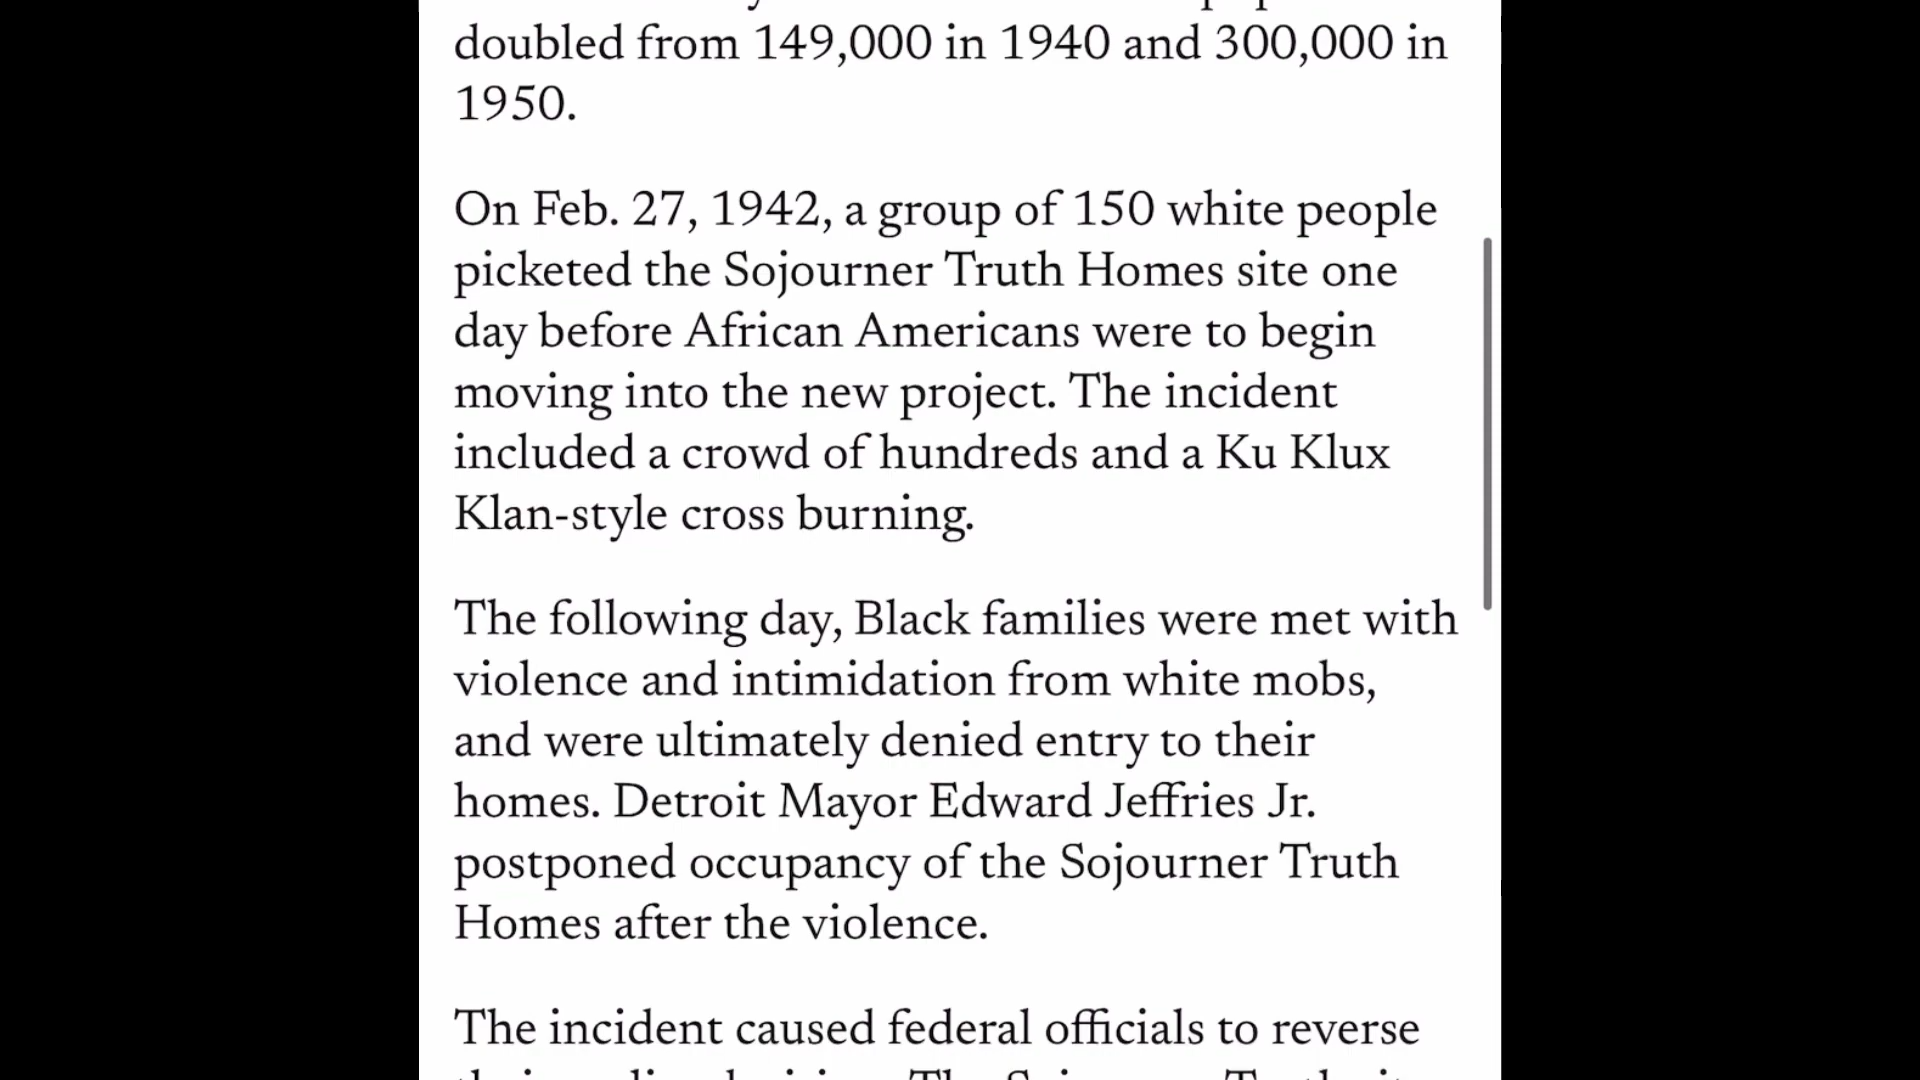 doubled from 149,000 in 1940 and 300,000 in
1950.
On Feb. 27, 1942, a group of 150 white people
picketed the Sojourner Truth Homes site one
day before African Americans were to begin
moving into the new project. The incident
included a crowd of hundreds and a Ku Klux
Klan-style cross burning.
The following day, Black families were met with
violence and intimidation from white mobs,
and were ultimately denied entry to their
homes. Detroit Mayor Edward Jeffries Jr.
postponed occupancy of the Sojourner Truth
Homes after the violence.
The incident caused federal officials to reverse